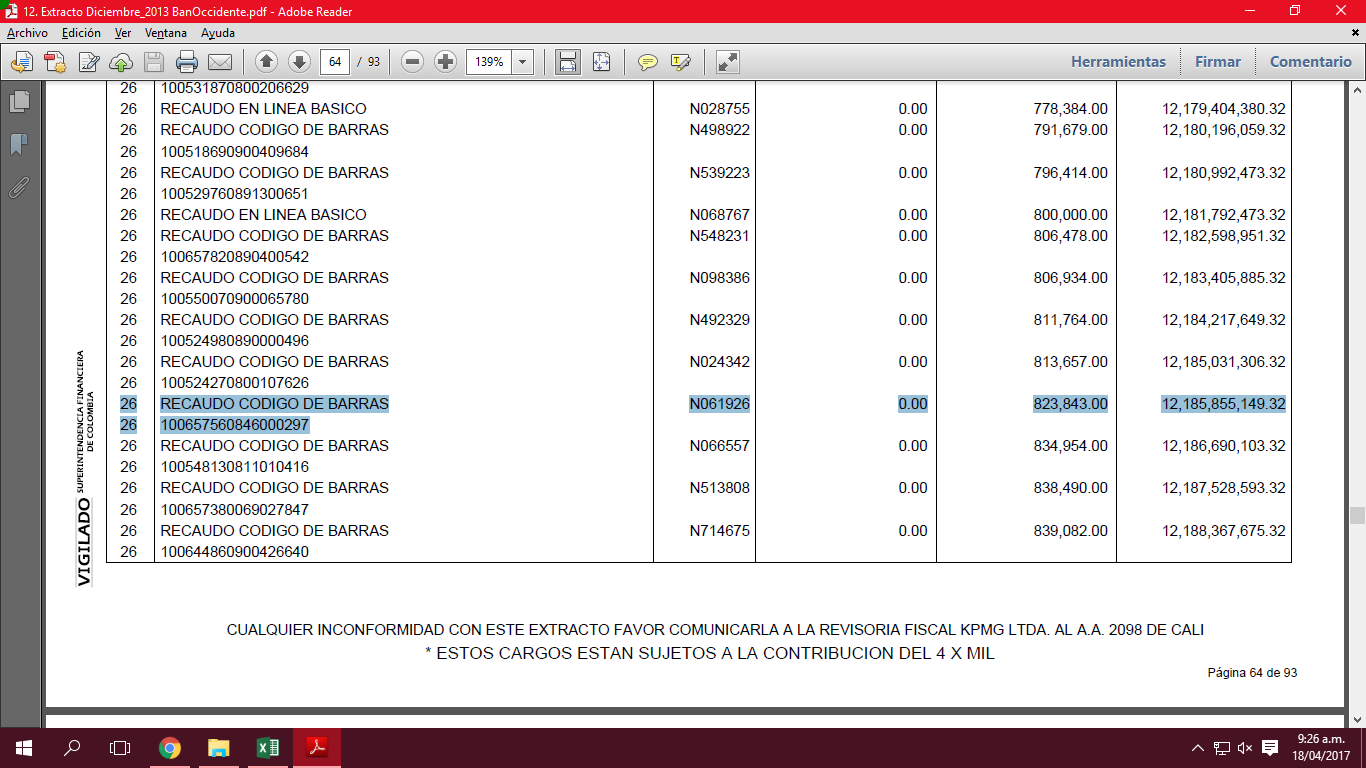 12. Extracto Diciembre_2013 BanOccidente.pdf - Adobe Reader
Archivo Edición Ver Ventana Ayuda
64 / 93 139% Herramientas Firmar Comentario
26 100531870800206629
26 RECAUDO EN LINEA BASICO N028755 0.00 778,384.00 12,179,404,380.32
26 RECAUDO CODIGO DE BARRAS N498922 0.00 791,679.00 12,180,196,059.32
26 100518690900409684
26 RECAUDO CODIGO DE BARRAS N539223 0.00 796,414.00 12,180,992,473.32
26 100529760891300651
26 RECAUDO EN LINEA BASICO N068767 0.00 800,000.00 12,181,792,473.32
26 RECAUDO CODIGO DE BARRAS N548231 0.00 806,478.00 12,182,598,951.32
26 100657820890400542
26 RECAUDO CODIGO DE BARRAS N098386 0.00 806,934.00 12,183,405,885.32
26 100550070900065780
26 RECAUDO CODIGO DE BARRAS N492329 0.00 811,764.00 12,184,217,649.32
26 100524980890000496
26 RECAUDO CODIGO DE BARRAS N024342 0.00 813,657.00 12,185,031,306.32
26 100524270800107626
26 RECAUDO CODIGO DE BARRAS N061926 0.00 823,843.00 12,185,855,149.32
26 100657560846000297
26 RECAUDO CODIGO DE BARRAS N066557 0.00 834,954.00 12,186,690,103.32
26 100548130811010416
26 RECAUDO CODIGO DE BARRAS N513808 0.00 838,490.00 12,187,528,593.32
26 100657380069027847
26 RECAUDO CODIGO DE BARRAS N714675 0.00 839,082.00 12,188,367,675.32
26 100644860900426640
VIGILADO SUPERINTENDENCIA FINANCIERA
DE COLOMBIA
CUALQUIER INCONFORMIDAD CON ESTE EXTRACTO FAVOR COMUNICARLA A LA REVISORIA FISCAL KPMG LTDA. AL A.A. 2098 DE CALI
* ESTOS CARGOS ESTAN SUJETOS A LA CONTRIBUCION DEL 4 X MIL
Página 64 de 93
9:26 a.m.
18/04/2017